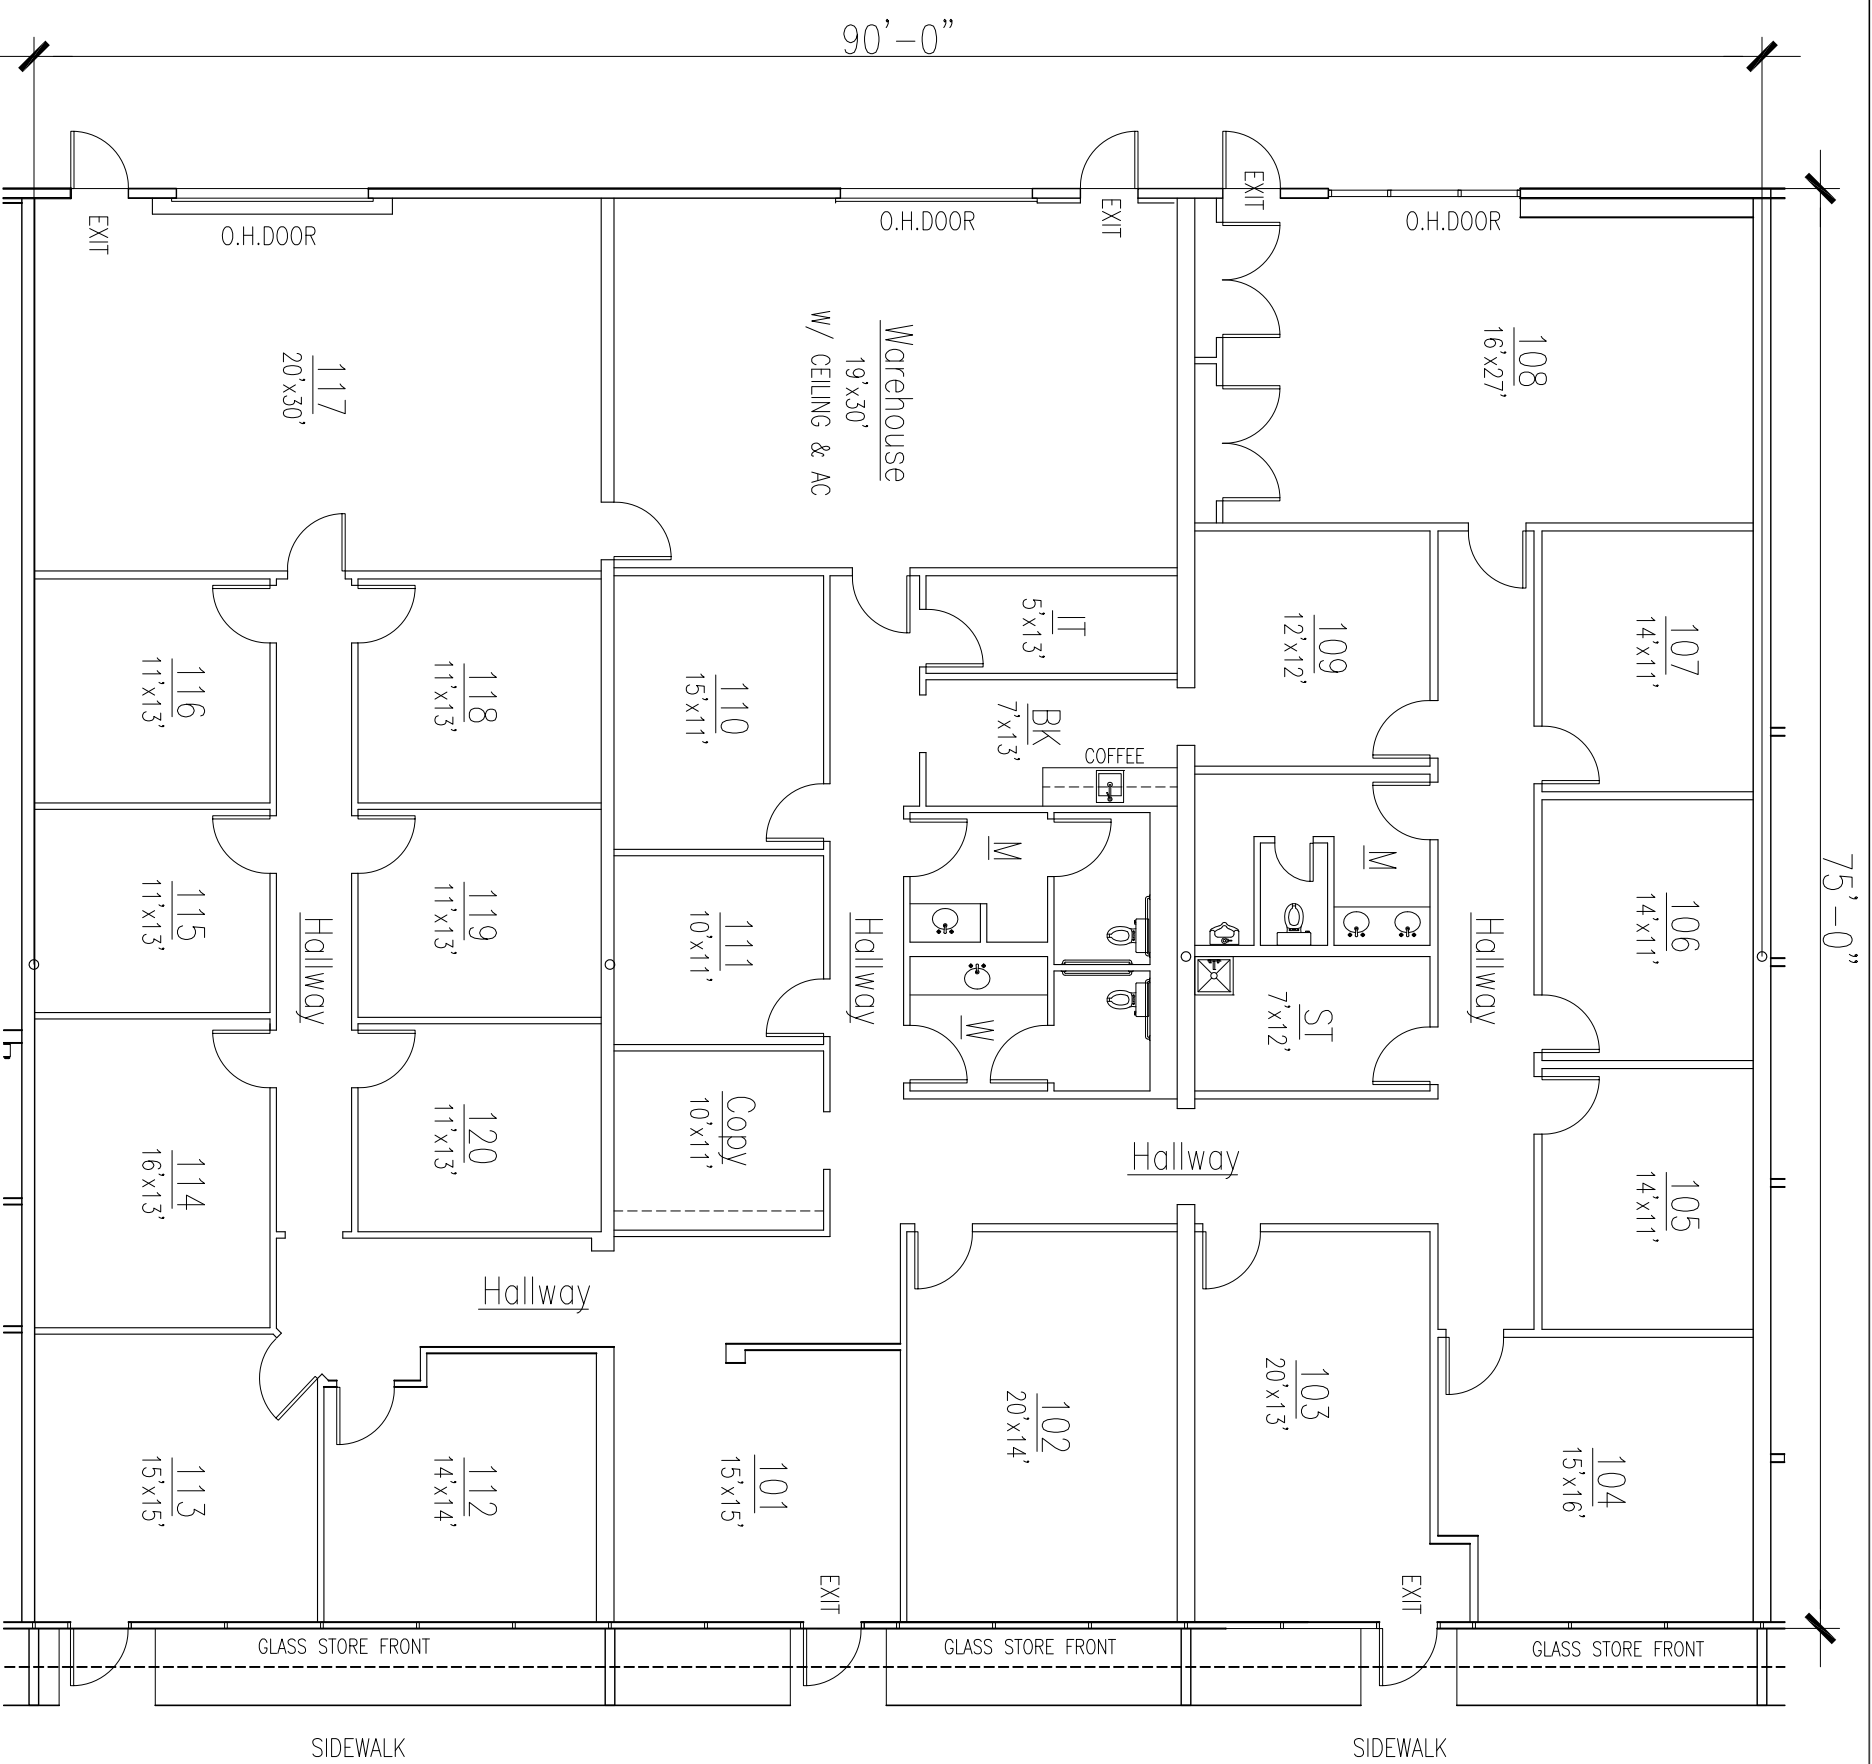 90'-0"
75'-0"
EXIT
O.H.DOOR
O.H.DOOR
EXIT
EXIT
O.H.DOOR
117
20'x30'
Warehouse
19'x30'
W/ CEILING & AC
108
16'x27'
116
11'x13'
118
11'x13'
110
15'x11'
IT
5'x13'
BK
7'x13'
COFFEE
109
12'x12'
107
14'x11'
115
11'x13'
Hallway
119
11'x13'
111
10'x11'
Hallway
M
W
M
ST
7'x12'
Hallway
106
14'x11'
114
16'x13'
120
11'x13'
Copy
10'x11'
Hallway
105
14'x11'
Hallway
113
15'x15'
112
14'x14'
101
15'x15'
EXIT
102
20'x14'
103
20'x13'
EXIT
104
15'x16'
GLASS STORE FRONT
GLASS STORE FRONT
GLASS STORE FRONT
SIDEWALK
SIDEWALK